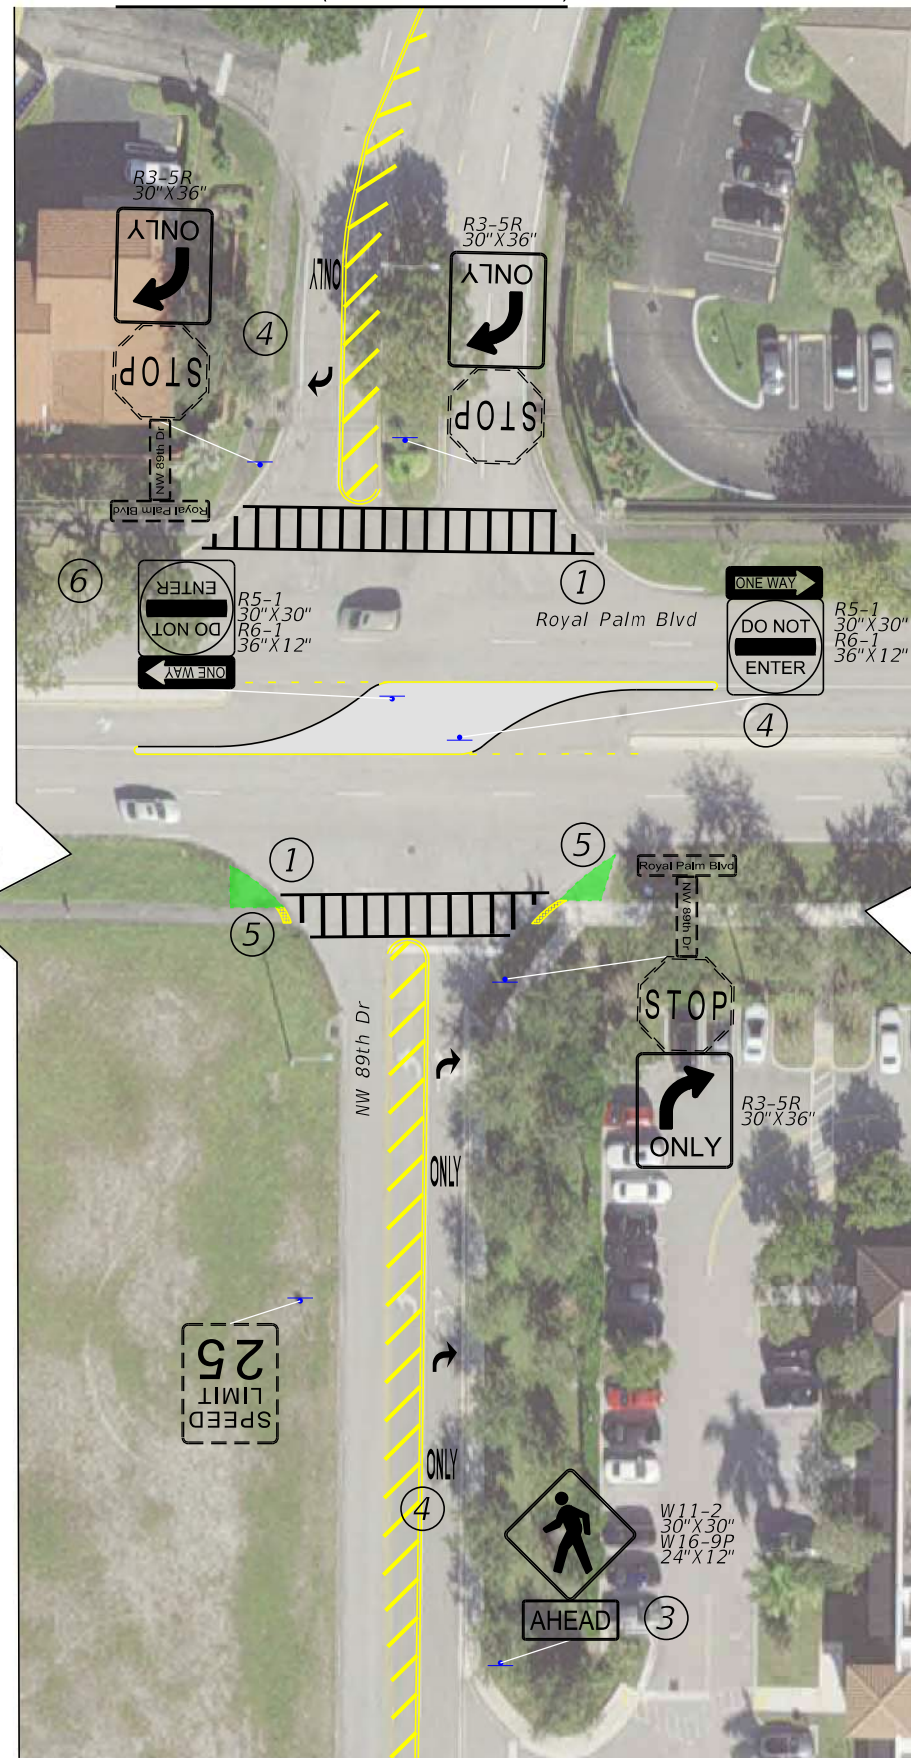 R3-5R
30"X36"
ONLY
STOP
NW 89th Dr
Royal Palm Blvd
4
ONLY
R3-5R
30"X36"
ONLY
STOP
6
DO NOT
ENTER
ONE WAY
R5-1
30"X30"
R6-1
36"X12"
1
Royal Palm Blvd
ONE WAY
DO NOT
ENTER
R5-1
30"X30"
R6-1
36"X12"
4
1
5
5
Royal Palm Blvd
NW 89th Dr
STOP
ONLY
R3-5R
30"X36"
NW 89th Dr
ONLY
SPEED
LIMIT
25
ONLY
4
W11-2
30"X30"
W16-9P
24"X12"
AHEAD
3